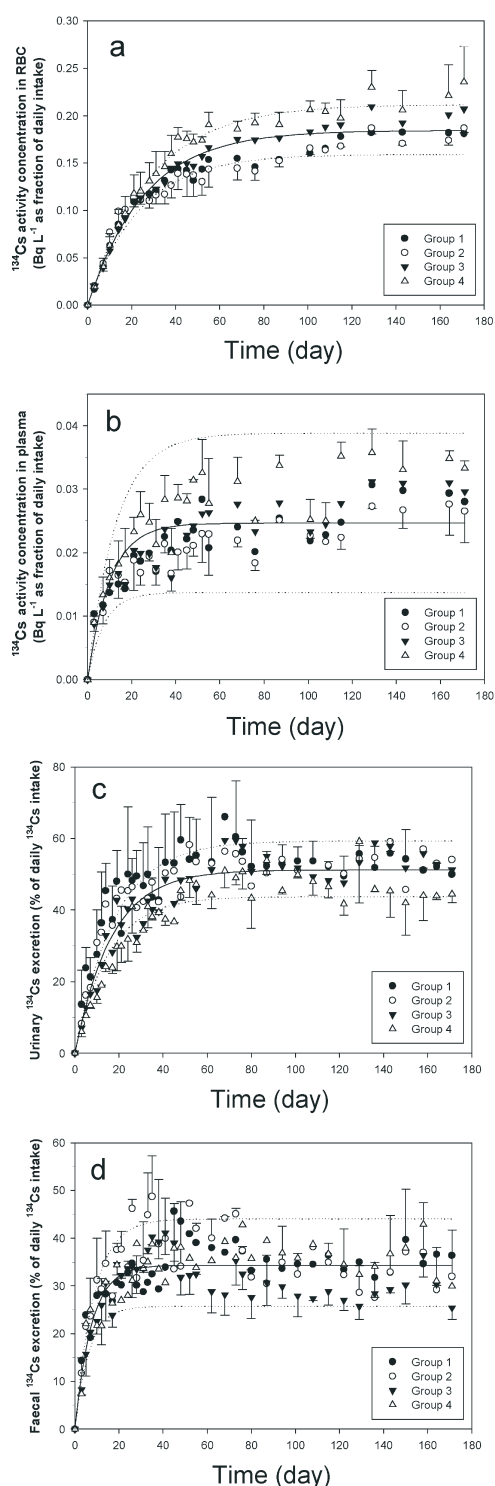 a
¹³⁴Cs activity concentration in RBC
(Bq L⁻¹ as fraction of daily intake)
0.30
0.25
0.20
0.15
0.10
0.05
0.00
Group 1
Group 2
Group 3
Group 4
0 20 40 60 80 100 120 140 160 180
Time (day)
b
¹³⁴Cs activity concentration in plasma
(Bq L⁻¹ as fraction of daily intake)
0.04
0.03
0.02
0.01
0.00
Group 1
Group 2
Group 3
Group 4
0 20 40 60 80 100 120 140 160 180
Time (day)
c
Urinary ¹³⁴Cs excretion (% of daily ¹³⁴Cs intake)
80
60
40
20
0
Group 1
Group 2
Group 3
Group 4
0 20 40 60 80 100 120 140 160 180
Time (day)
d
Faecal ¹³⁴Cs excretion (% of daily ¹³⁴Cs intake)
60
50
40
30
20
10
0
Group 1
Group 2
Group 3
Group 4
0 20 40 60 80 100 120 140 160 180
Time (day)